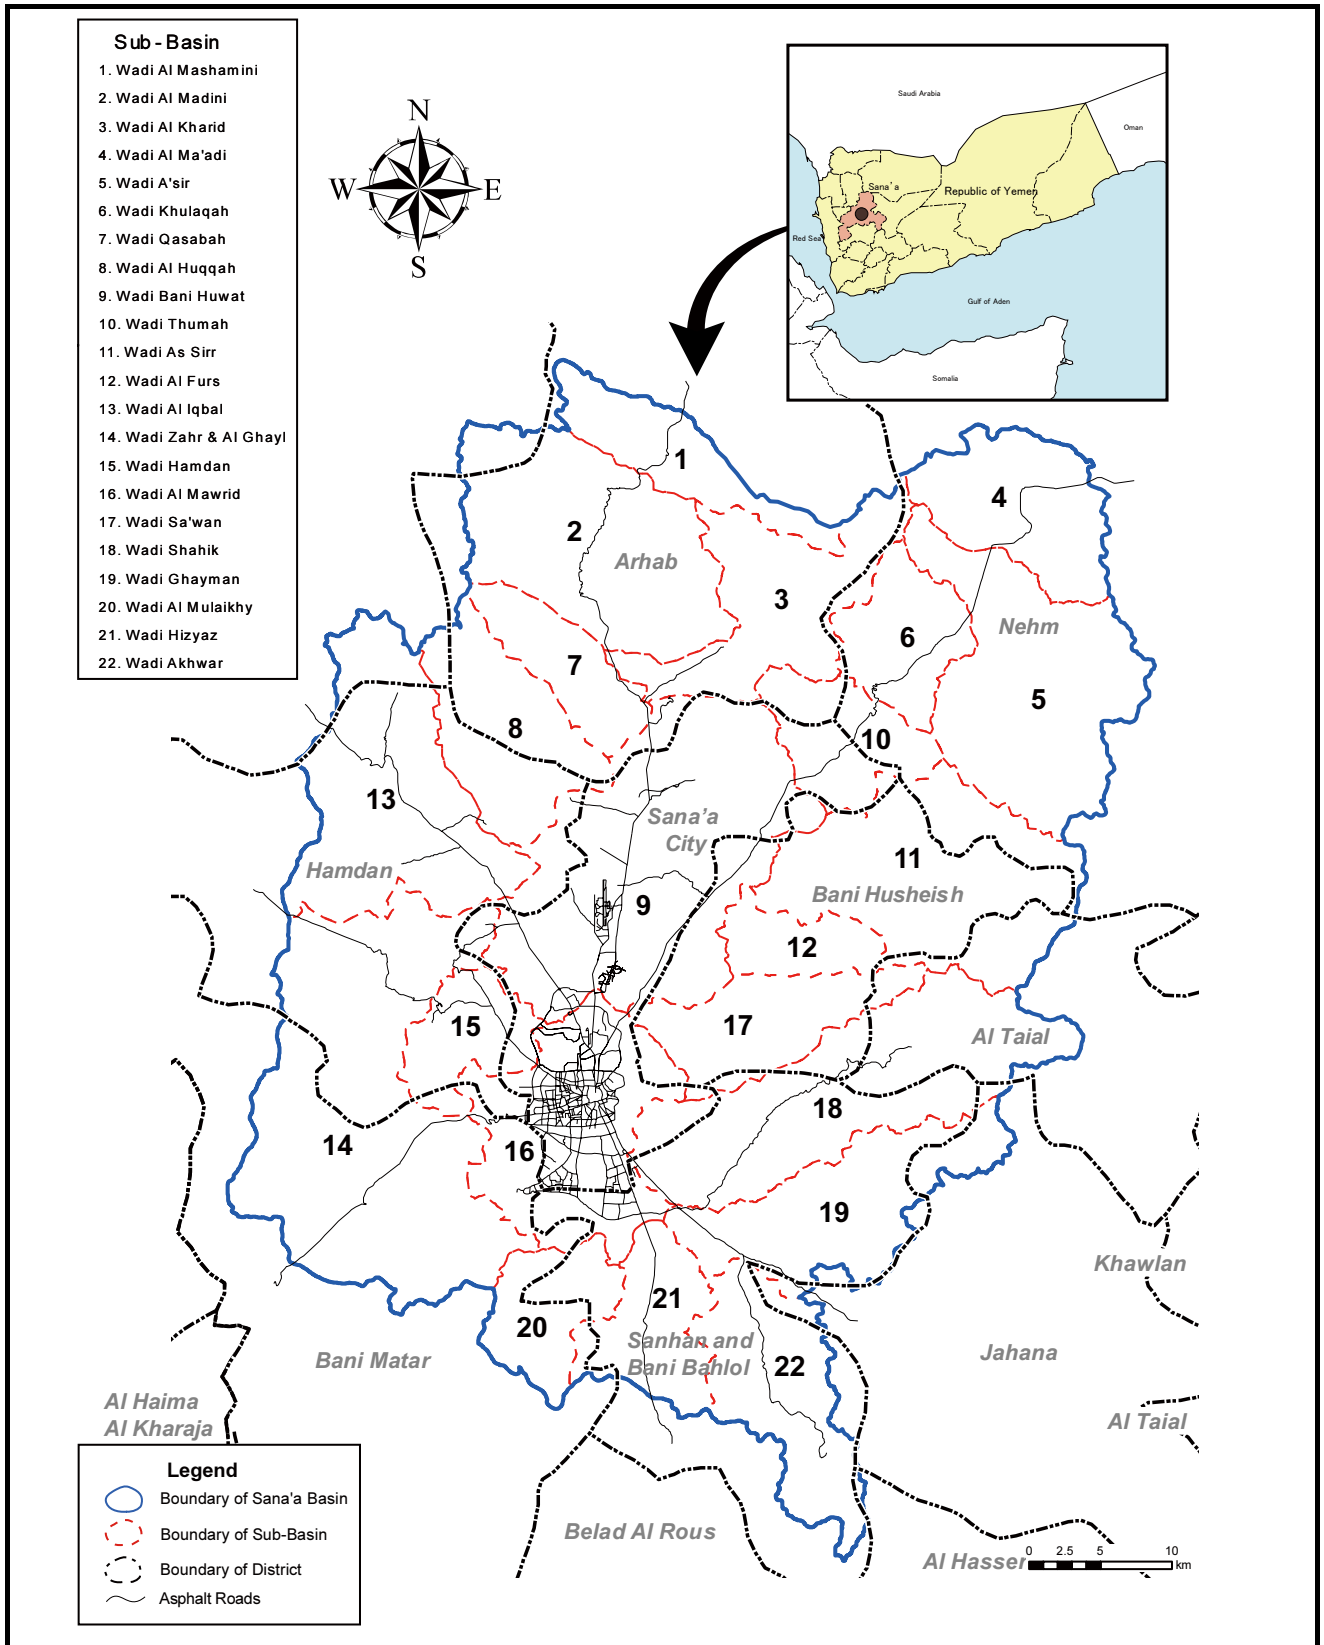 Sub-Basin
1. Wadi Al Mashamini
2. Wadi Al Madini
3. Wadi Al Kharid
4. Wadi Al Ma'adi
5. Wadi A'sir
6. Wadi Khulaqah
7. Wadi Qasabah
8. Wadi Al Huqqah
9. Wadi Bani Huwat
10. Wadi Thumah
11. Wadi As Sirr
12. Wadi Al Furs
13. Wadi Al Iqbal
14. Wadi Zahr & Al Ghayl
15. Wadi Hamdan
16. Wadi Al Mawrid
17. Wadi Sa'wan
18. Wadi Shahik
19. Wadi Ghayman
20. Wadi Al Mulaikhy
21. Wadi Hizyaz
22. Wadi Akhwar
N
W
E
S
Saudi Arabia
Oman
Sana'a
Republic of Yemen
Red Sea
Gulf of Aden
Somalia
1
4
2
Arhab
3
6
Nehm
7
5
8
10
13
Sana'a
City
11
Hamdan
Bani Husheish
9
12
15
17
Al Taial
18
14
16
19
Khawlan
21
20
Sanhan and
Bani Bahlol
22
Jahana
Bani Matar
Al Haima
Al Kharaja
Al Taial
Belad Al Rous
Al Hasser
0 2.5 5 10
km
Legend
Boundary of Sana'a Basin
Boundary of Sub-Basin
Boundary of District
Asphalt Roads